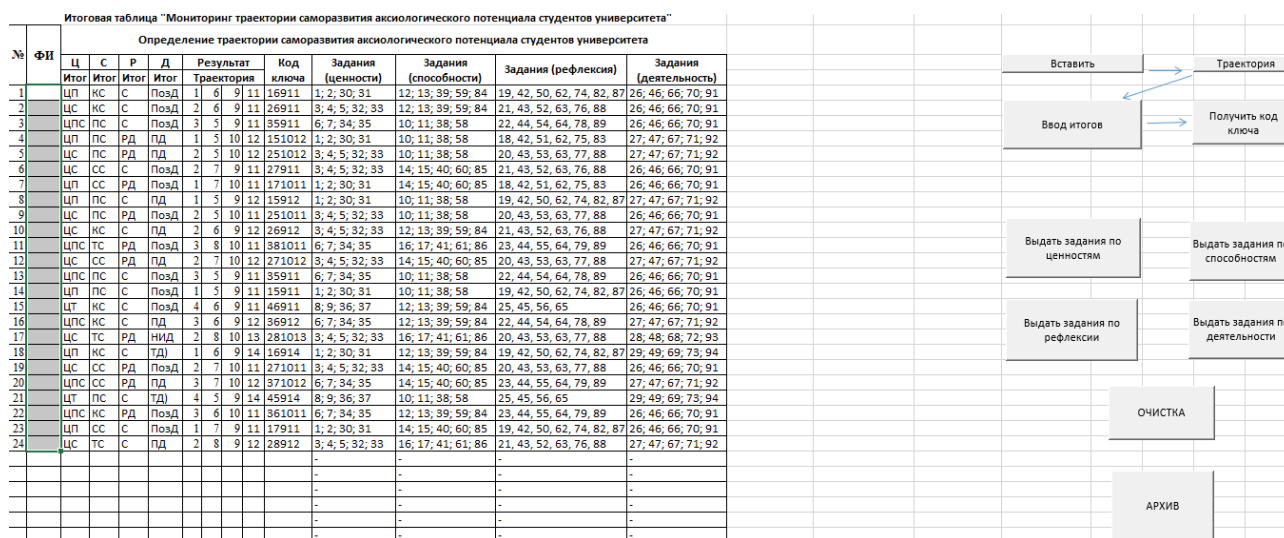 Итоговая таблица "Мониторинг траектории саморазвития аксиологического потенциала студентов университета"
№ ФИ Определение траектории саморазвития аксиологического потенциала студентов университета
Ц С Р Д Результат Код Задания Задания Задания (рефлексия) Задания
Итог Итог Итог Итог Траектория ключа (ценности) (способности) (деятельность)
1 ЦП КС С ПозД 1 6 9 11 16911 1; 2; 30; 31 12; 13; 39; 59; 84 19, 42, 50, 62, 74, 82, 87 26; 46; 66; 70; 91
2 ЦС КС С ПозД 2 6 9 11 26911 3; 4; 5; 32; 33 12; 13; 39; 59; 84 21, 43, 52, 63, 76, 88 26; 46; 66; 70; 91
3 ЦПС ПС С ПозД 3 5 9 11 35911 6; 7; 34; 35 10; 11; 38; 58 22, 44, 54, 64, 78, 89 26; 46; 66; 70; 91
4 ЦП ПС РД ПД 1 5 10 12 151012 1; 2; 30; 31 10; 11; 38; 58 18, 42, 51, 62, 75, 83 27; 47; 67; 71; 92
5 ЦС ПС РД ПД 2 5 10 12 251012 3; 4; 5; 32; 33 10; 11; 38; 58 20, 43, 53, 63, 77, 88 27; 47; 67; 71; 92
6 ЦС СС С ПозД 2 7 9 11 27911 3; 4; 5; 32; 33 14; 15; 40; 60; 85 21, 43, 52, 63, 76, 88 26; 46; 66; 70; 91
7 ЦП СС РД ПозД 1 7 10 11 171011 1; 2; 30; 31 14; 15; 40; 60; 85 18, 42, 51, 62, 75, 83 26; 46; 66; 70; 91
8 ЦП ПС С ПД 1 5 9 12 15912 1; 2; 30; 31 10; 11; 38; 58 19, 42, 50, 62, 74, 82, 87 27; 47; 67; 71; 92
9 ЦС ПС РД ПозД 2 5 10 11 251011 3; 4; 5; 32; 33 10; 11; 38; 58 20, 43, 53, 63, 77, 88 26; 46; 66; 70; 91
10 ЦС КС С ПД 2 6 9 12 26912 3; 4; 5; 32; 33 12; 13; 39; 59; 84 21, 43, 52, 63, 76, 88 27; 47; 67; 71; 92
11 ЦПС ТС РД ПозД 3 8 10 11 381011 6; 7; 34; 35 16; 17; 41; 61; 86 23, 44, 55, 64, 79, 89 26; 46; 66; 70; 91
12 ЦС СС РД ПД 2 7 10 12 271012 3; 4; 5; 32; 33 14; 15; 40; 60; 85 20, 43, 53, 63, 77, 88 27; 47; 67; 71; 92
13 ЦПС ПС С ПозД 3 5 9 11 35911 6; 7; 34; 35 10; 11; 38; 58 22, 44, 54, 64, 78, 89 26; 46; 66; 70; 91
14 ЦП ПС С ПозД 1 5 9 11 15911 1; 2; 30; 31 10; 11; 38; 58 19, 42, 50, 62, 74, 82, 87 26; 46; 66; 70; 91
15 ЦТ КС С ПозД 4 6 9 11 46911 8; 9; 36; 37 12; 13; 39; 59; 84 25, 45, 56, 65 26; 46; 66; 70; 91
16 ЦПС КС С ПД 3 6 9 12 36912 6; 7; 34; 35 12; 13; 39; 59; 84 22, 44, 54, 64, 78, 89 27; 47; 67; 71; 92
17 ЦС ТС РД НИД 2 8 10 13 281013 3; 4; 5; 32; 33 16; 17; 41; 61; 86 20, 43, 53, 63, 77, 88 28; 48; 68; 72; 93
18 ЦП КС С ТД) 1 6 9 14 16914 1; 2; 30; 31 12; 13; 39; 59; 84 19, 42, 50, 62, 74, 82, 87 29; 49; 69; 73; 94
19 ЦС СС РД ПозД 2 7 10 11 271011 3; 4; 5; 32; 33 14; 15; 40; 60; 85 20, 43, 53, 63, 77, 88 26; 46; 66; 70; 91
20 ЦПС СС РД ПД 3 7 10 12 371012 6; 7; 34; 35 14; 15; 40; 60; 85 23, 44, 55, 64, 79, 89 27; 47; 67; 71; 92
21 ЦТ ПС С ТД) 4 5 9 14 45914 8; 9; 36; 37 10; 11; 38; 58 25, 45, 56, 65 29; 49; 69; 73; 94
22 ЦПС КС РД ПозД 3 6 10 11 361011 6; 7; 34; 35 12; 13; 39; 59; 84 23, 44, 55, 64, 79, 89 26; 46; 66; 70; 91
23 ЦП СС С ПозД 1 7 9 11 17911 1; 2; 30; 31 14; 15; 40; 60; 85 19, 42, 50, 62, 74, 82, 87 26; 46; 66; 70; 91
24 ЦС ТС С ПД 2 8 9 12 28912 3; 4; 5; 32; 33 16; 17; 41; 61; 86 21, 43, 52, 63, 76, 88 27; 47; 67; 71; 92
- - - -
- - - -
- - - -
- - - -
- - - -
Вставить
Траектория
Ввод итогов
Получить код
ключа
Выдать задания по
ценностям
Выдать задания по
способностям
Выдать задания по
рефлексии
Выдать задания по
деятельности
ОЧИСТКА
АРХИВ